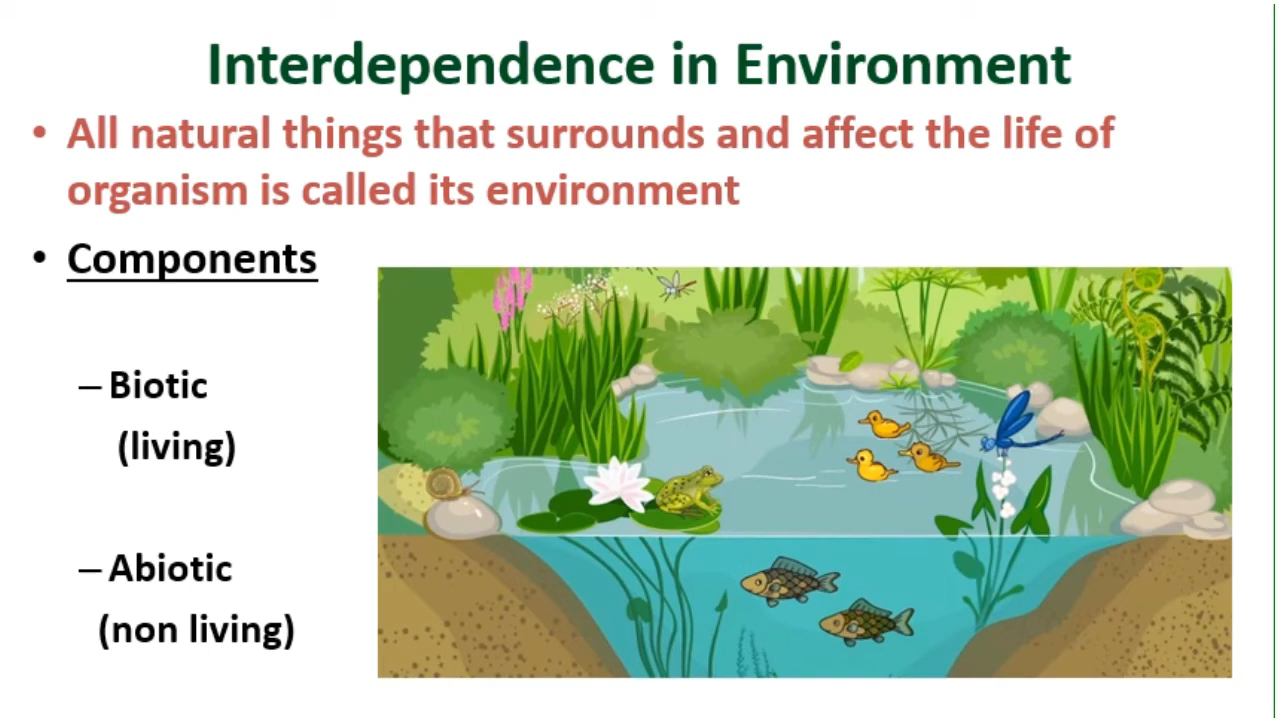 Interdependence in Environment
• All natural things that surrounds and affect the life of
organism is called its environment
• Components
– Biotic
(living)
– Abiotic
(non living)